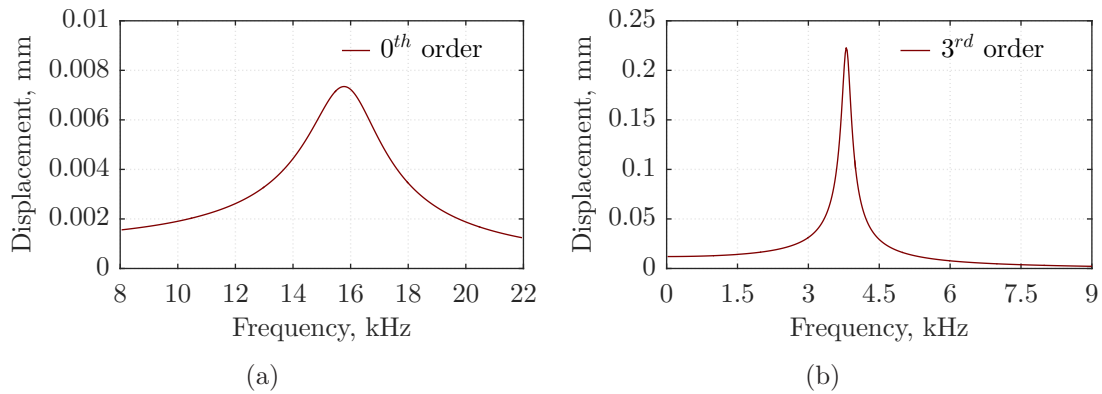 0.01
0.008
0.006
0.004
0.002
0
Displacement, mm
0th order
8 10 12 14 16 18 20 22
Frequency, kHz
(a)
0.25
0.2
0.15
0.1
0.05
0
Displacement, mm
3rd order
0 1.5 3 4.5 6 7.5 9
Frequency, kHz
(b)